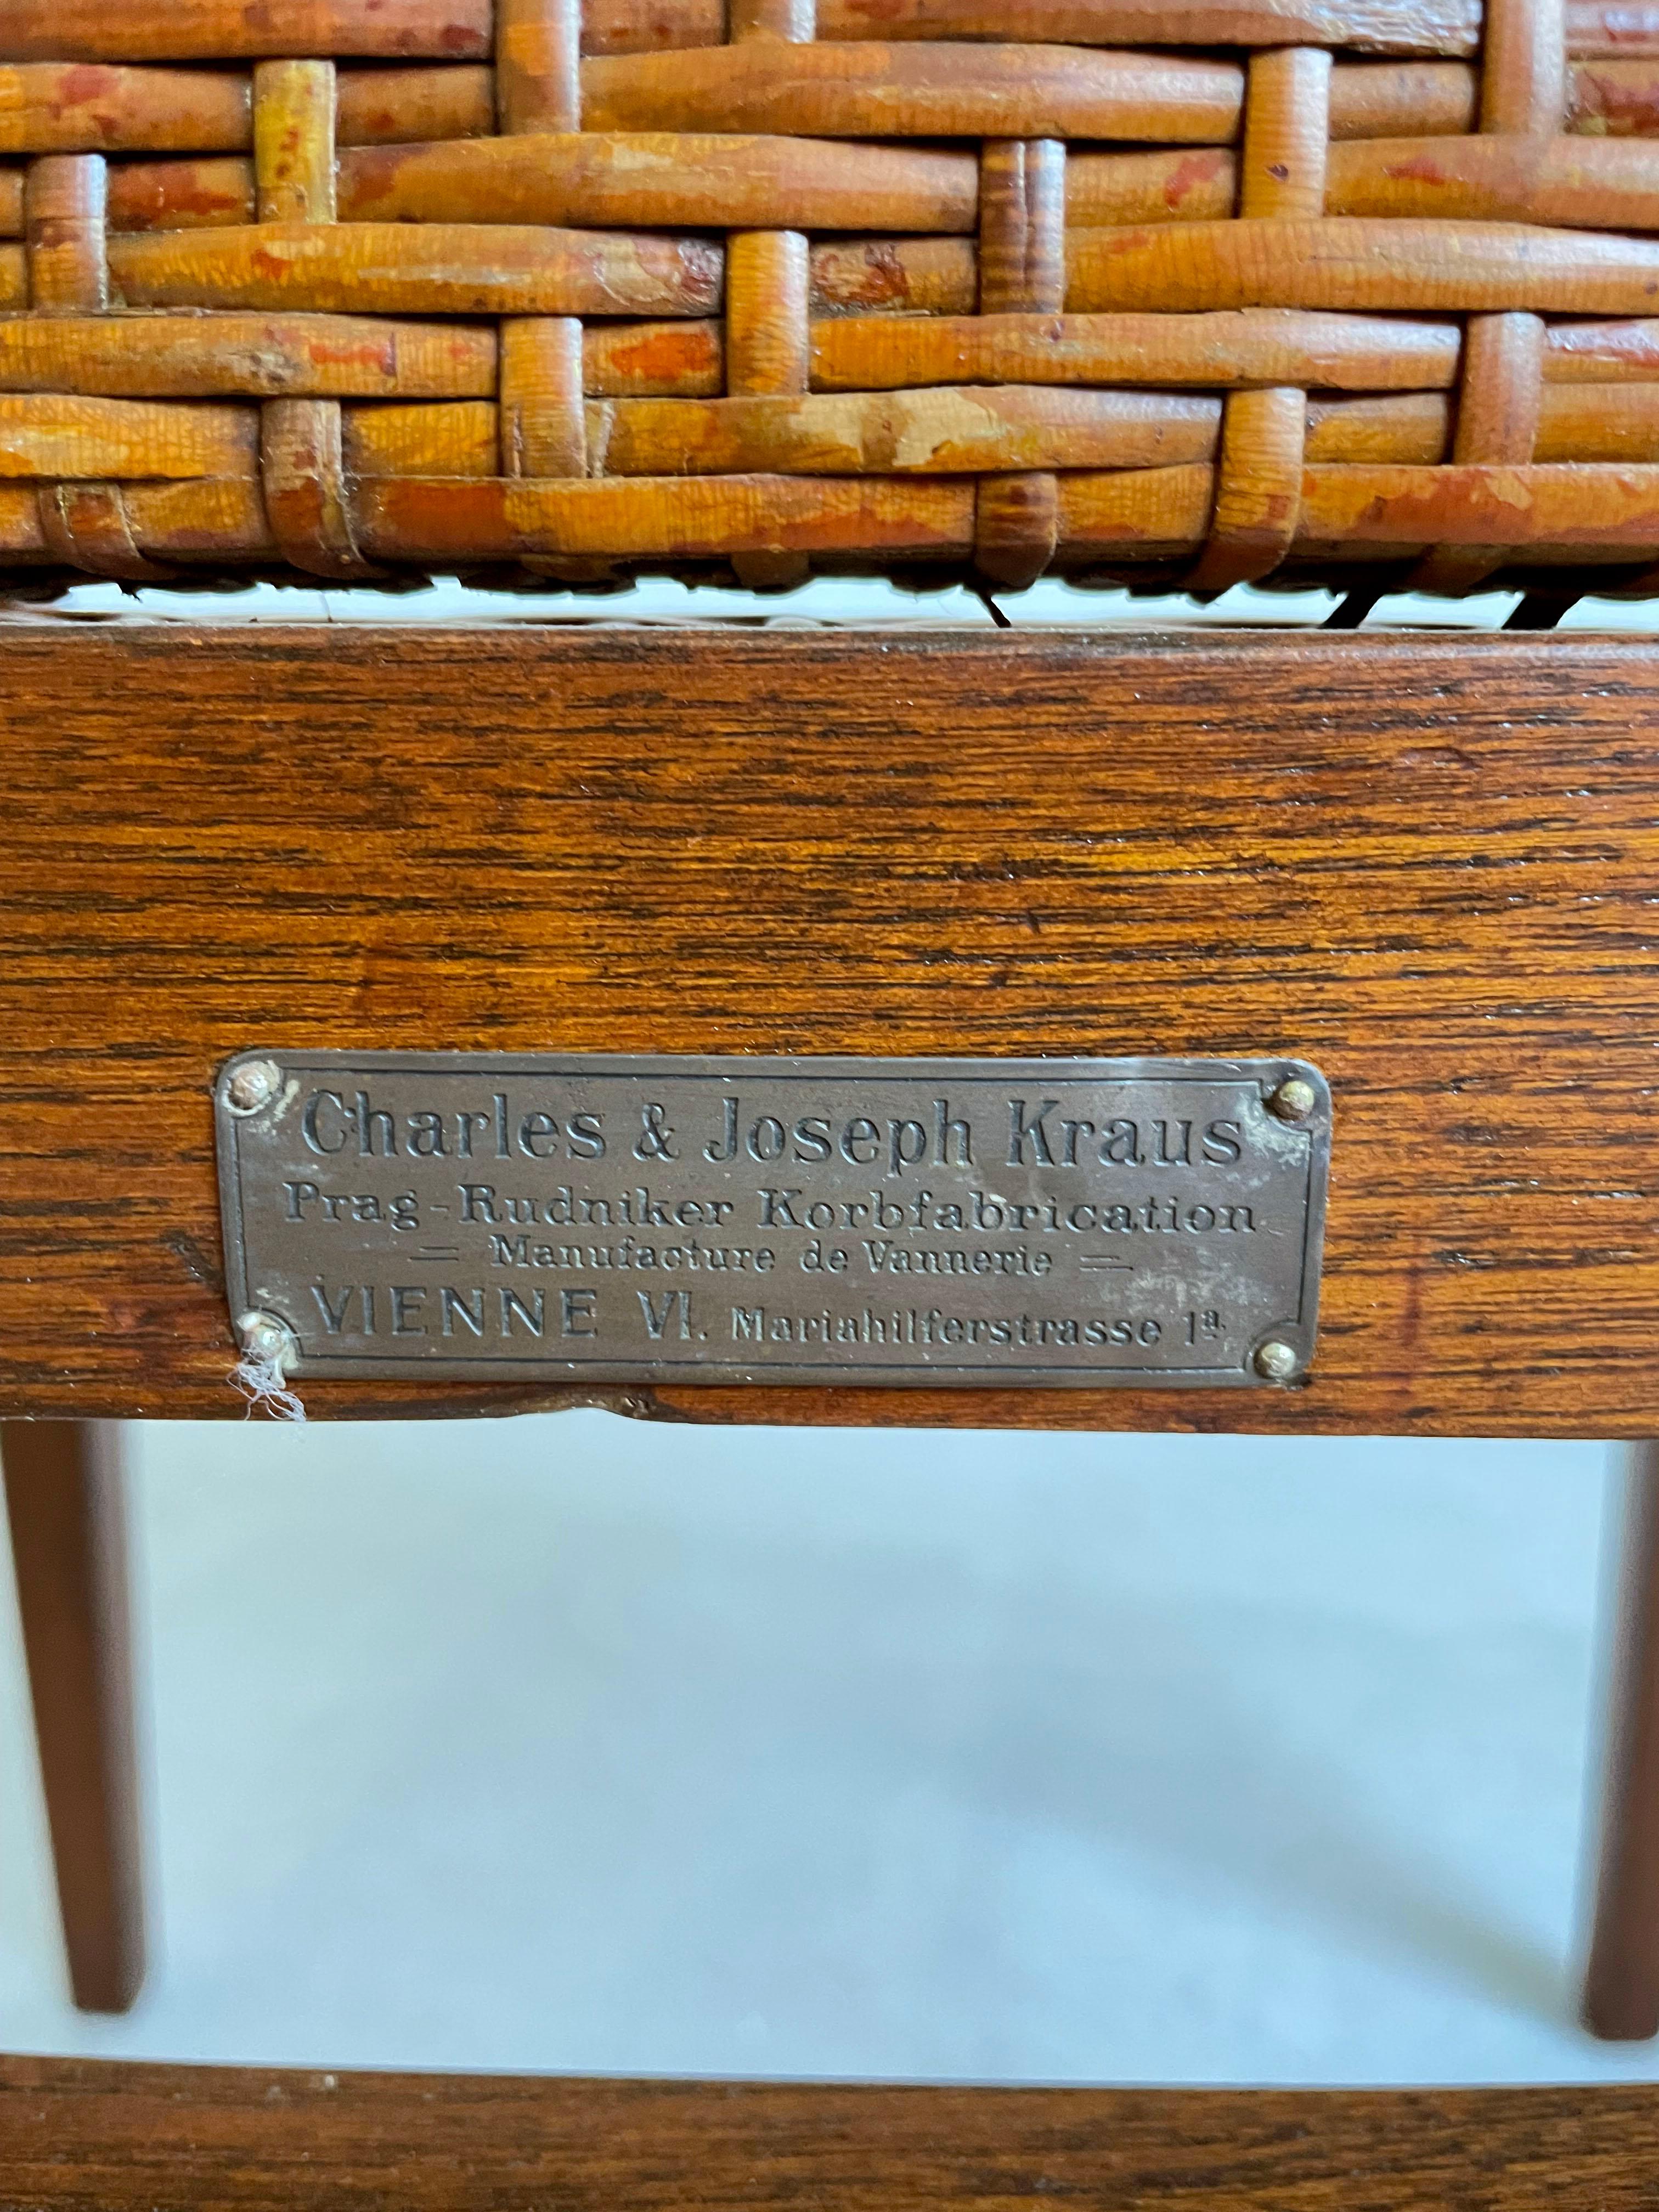 Charles & Joseph Kraus
Prag-Rudniker Korbfabrication
= Manufacture de Vannerie =
VIENNE VI. Mariahilferstrasse 1ª.